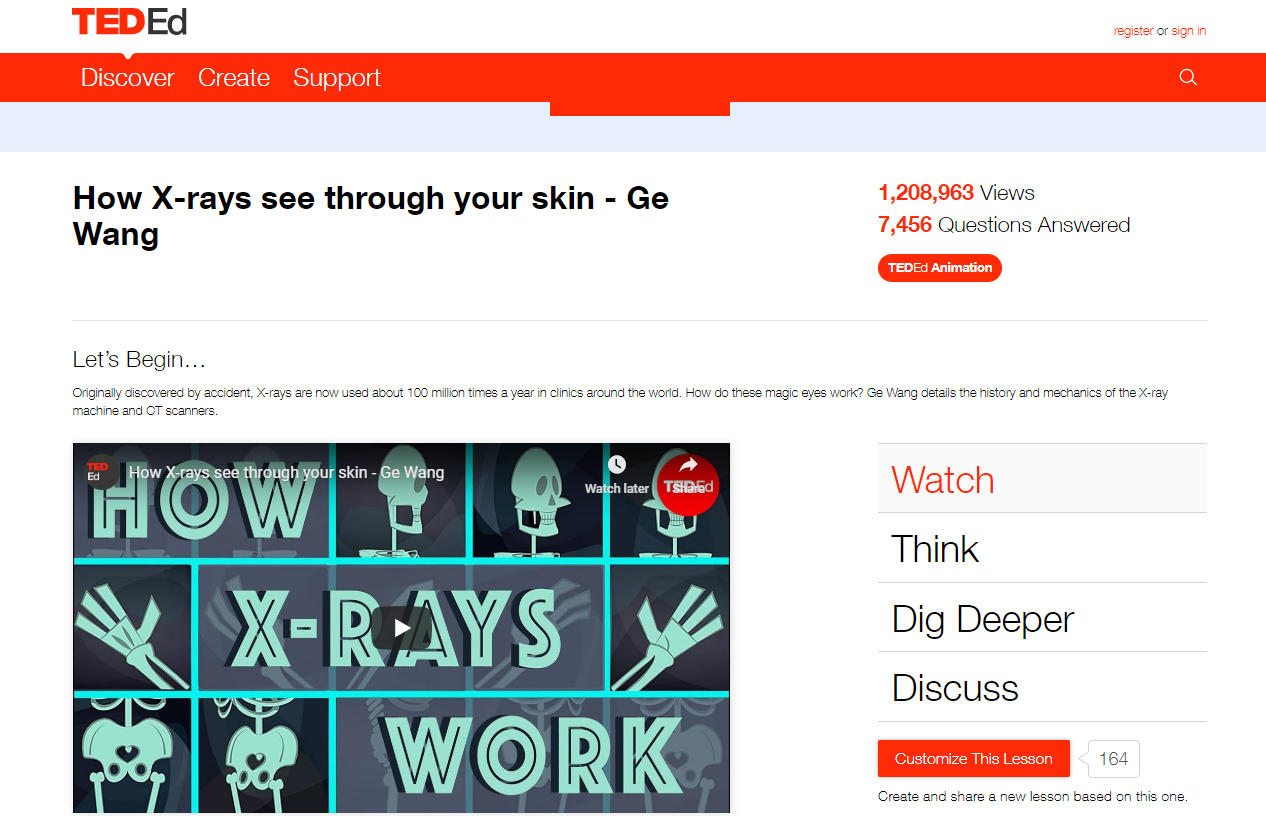 TEDEd
register or sign in
Discover Create Support
How X-rays see through your skin - Ge
Wang
1,208,963 Views
7,456 Questions Answered
TEDEd Animation
Let's Begin…
Originally discovered by accident, X-rays are now used about 100 million times a year in clinics around the world. How do these magic eyes work? Ge Wang details the history and mechanics of the X-ray
machine and CT scanners.
TED
Ed
How X-rays see through your skin - Ge Wang
Watch later
Share
TEDEd
HOW
X-RAYS
WORK
Watch
Think
Dig Deeper
Discuss
Customize This Lesson
164
Create and share a new lesson based on this one.